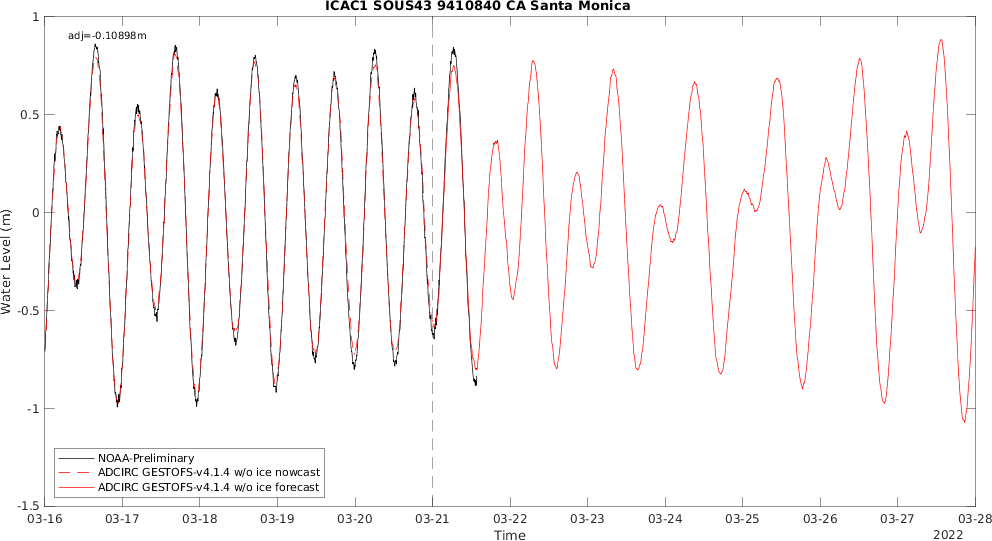 ICAC1 SOUS43 9410840 CA Santa Monica
adj=-0.10898m
1
0.5
0
-0.5
-1
-1.5
Water Level (m)
NOAA-Preliminary
ADCIRC GESTOFS-v4.1.4 w/o ice nowcast
ADCIRC GESTOFS-v4.1.4 w/o ice forecast
03-16 03-17 03-18 03-19 03-20 03-21 03-22 03-23 03-24 03-25 03-26 03-27 03-28
Time
2022